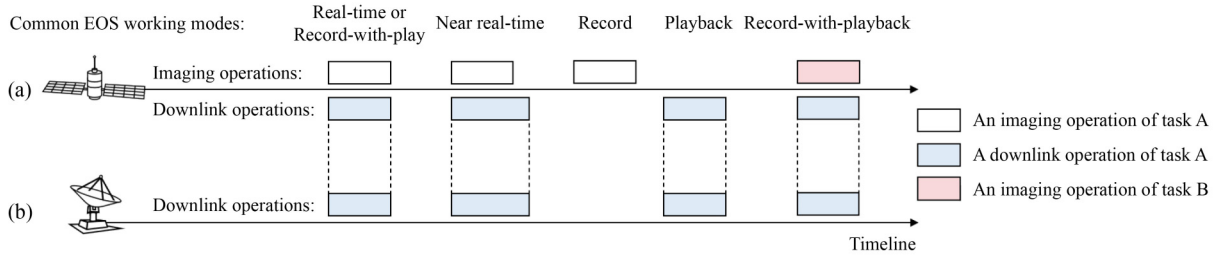 Common EOS working modes:
Real-time or
Record-with-play
Near real-time
Record
Playback
Record-with-playback
(a)
Imaging operations:
Downlink operations:
An imaging operation of task A
A downlink operation of task A
An imaging operation of task B
(b)
Downlink operations:
Timeline